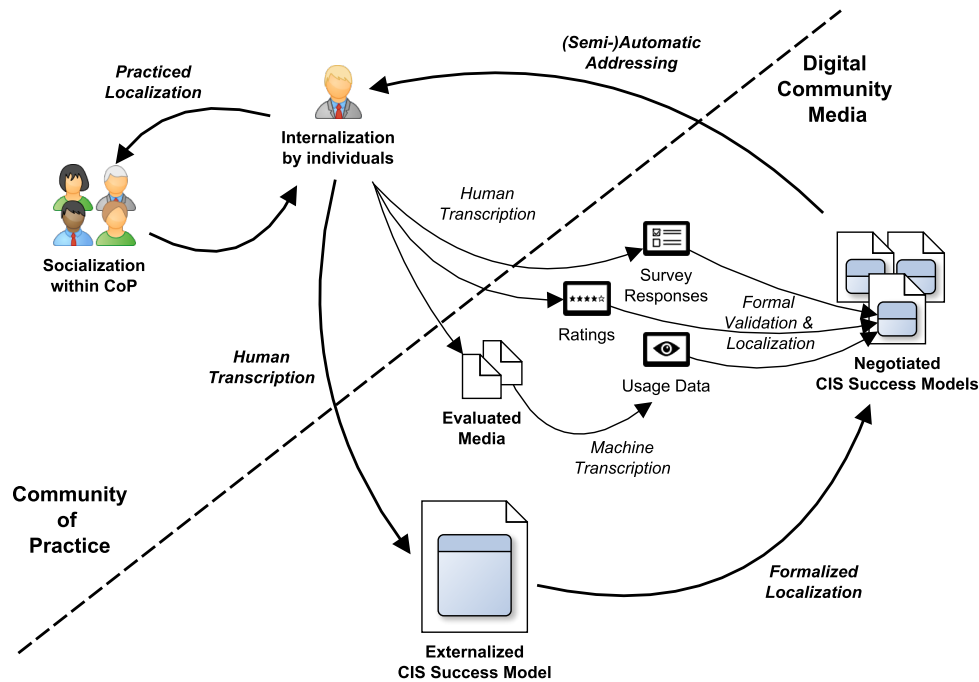 (Semi-)Automatic
Addressing
Digital
Community
Media
Practiced
Localization
Internalization
by individuals
Human
Transcription
Socialization
within CoP
Survey
Responses
Ratings
Formal
Validation &
Localization
Usage Data
Negotiated
CIS Success Models
Human
Transcription
Evaluated
Media
Machine
Transcription
Community
of
Practice
Formalized
Localization
Externalized
CIS Success Model